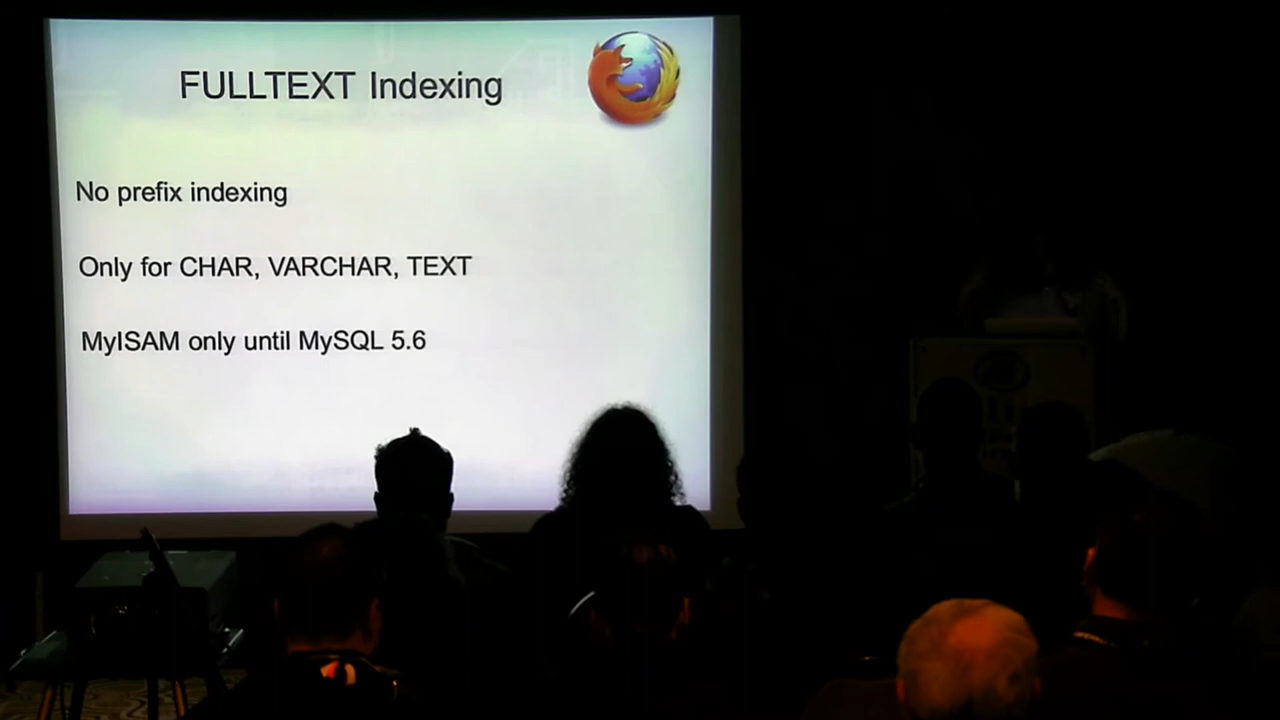 FULLTEXT Indexing
No prefix indexing
Only for CHAR, VARCHAR, TEXT
MyISAM only until MySQL 5.6